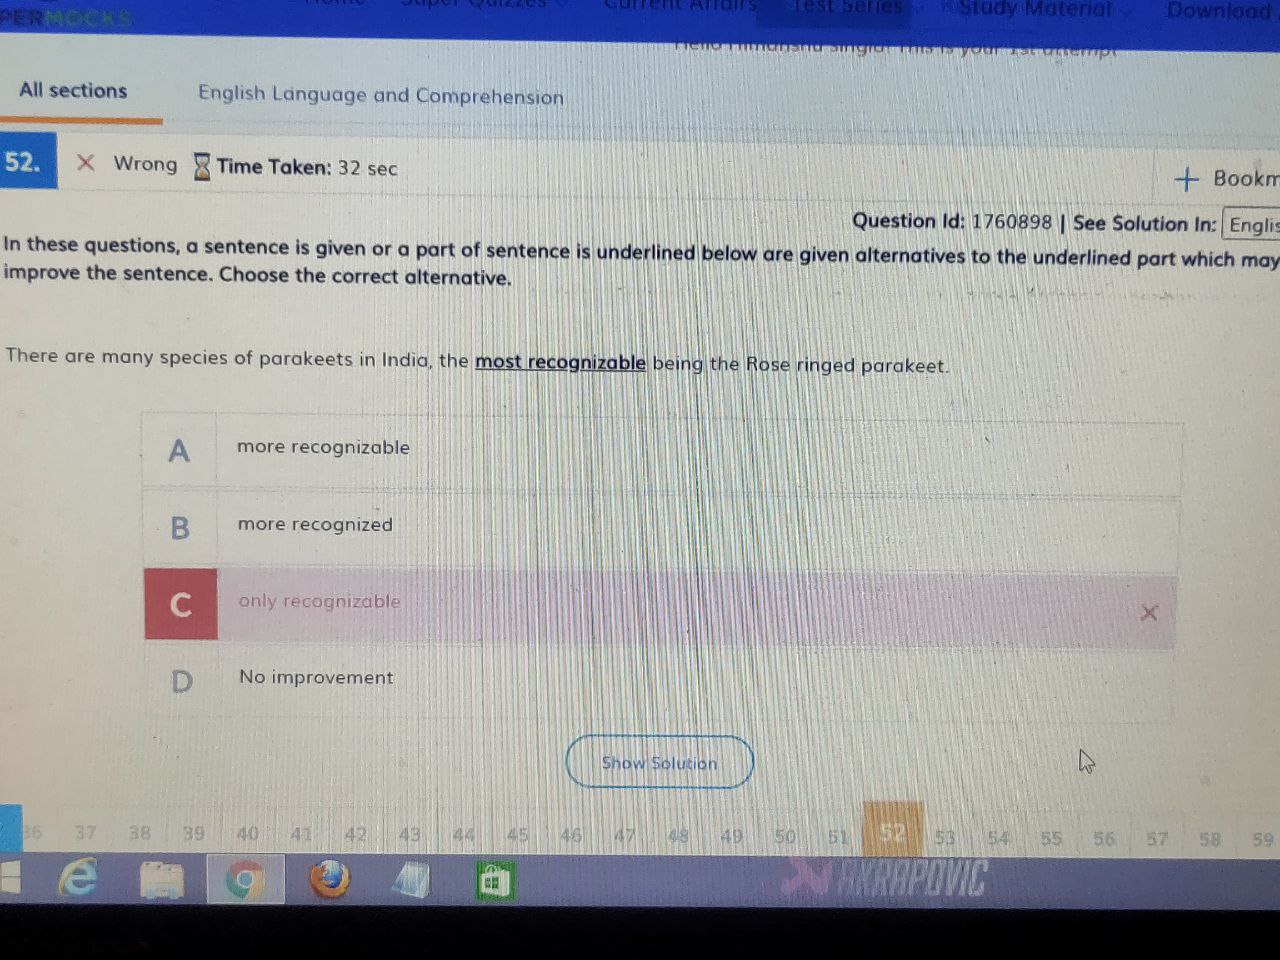 PERMOCKS
Home Super Quizzes Current Affairs Test Series Study Material Download
Hello Himanshu singla! This is your 1st attempt
All sections
English Language and Comprehension
52. Wrong Time Taken: 32 sec
+ Bookm
Question Id: 1760898 | See Solution In: Englis
In these questions, a sentence is given or a part of sentence is underlined below are given alternatives to the underlined part which may
improve the sentence. Choose the correct alternative.
There are many species of parakeets in India, the most recognizable being the Rose ringed parakeet.
A more recognizable
B more recognized
C only recognizable
D No improvement
Show Solution
36 37 38 39 40 41 42 43 44 45 46 47 48 49 50 51 52 53 54 55 56 57 58 59
AKRAPOVIC